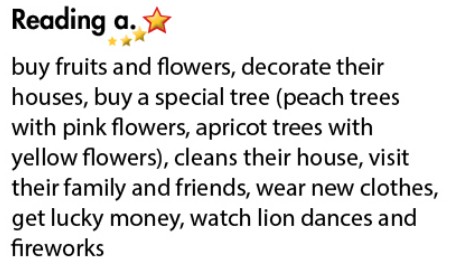 Reading a.
buy fruits and flowers, decorate their
houses, buy a special tree (peach trees
with pink flowers, apricot trees with
yellow flowers), cleans their house, visit
their family and friends, wear new clothes,
get lucky money, watch lion dances and
fireworks